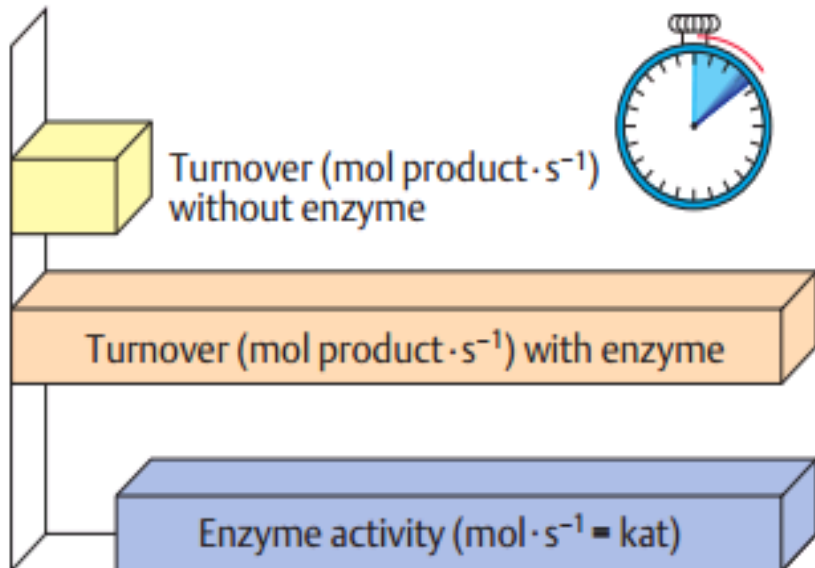 Turnover (mol product·s⁻¹)
without enzyme
Turnover (mol product·s⁻¹) with enzyme
Enzyme activity (mol·s⁻¹ = kat)